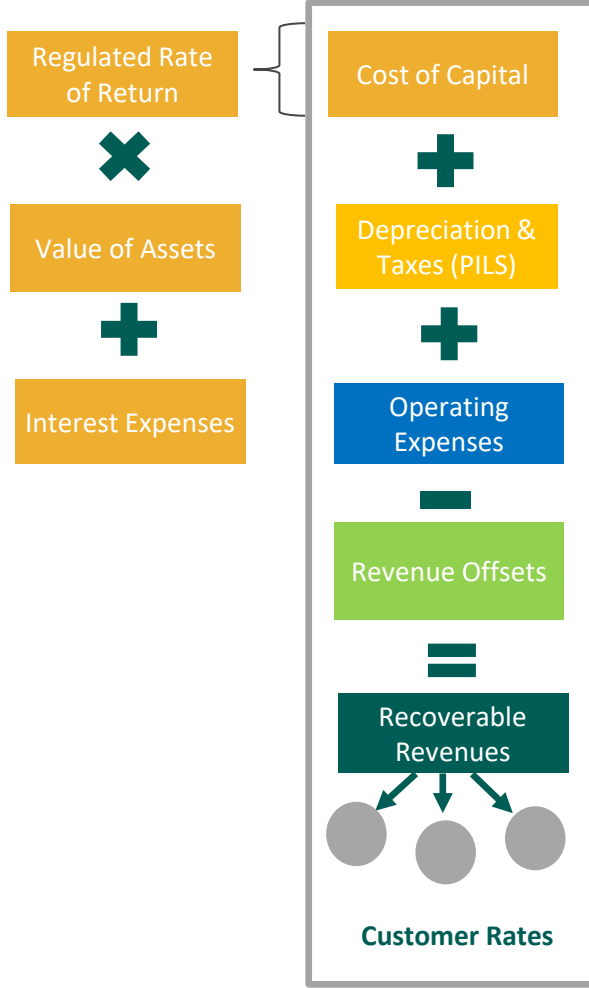 Regulated Rate
of Return
Value of Assets
Interest Expenses
Cost of Capital
Depreciation &
Taxes (PILS)
Operating
Expenses
Revenue Offsets
Recoverable
Revenues
Customer Rates